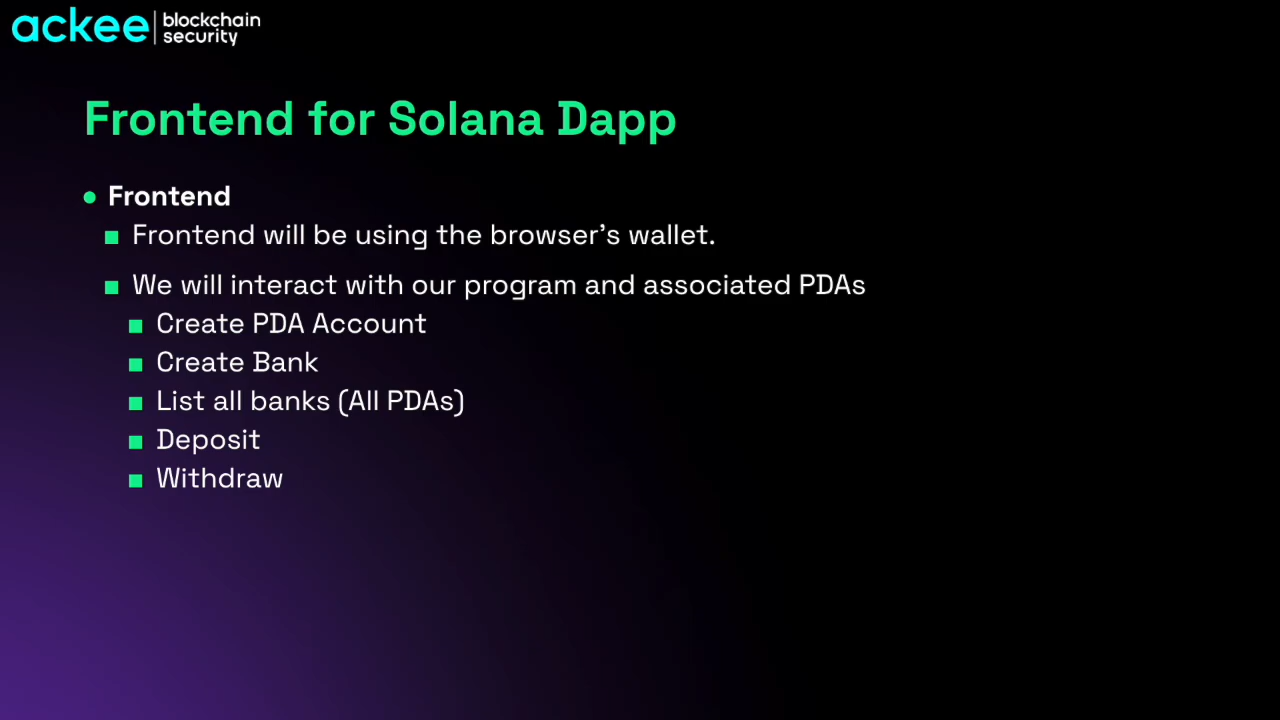 ackee
blockchain
security
Frontend for Solana Dapp
Frontend
Frontend will be using the browser’s wallet.
We will interact with our program and associated PDAs
Create PDA Account
Create Bank
List all banks (All PDAs)
Deposit
Withdraw